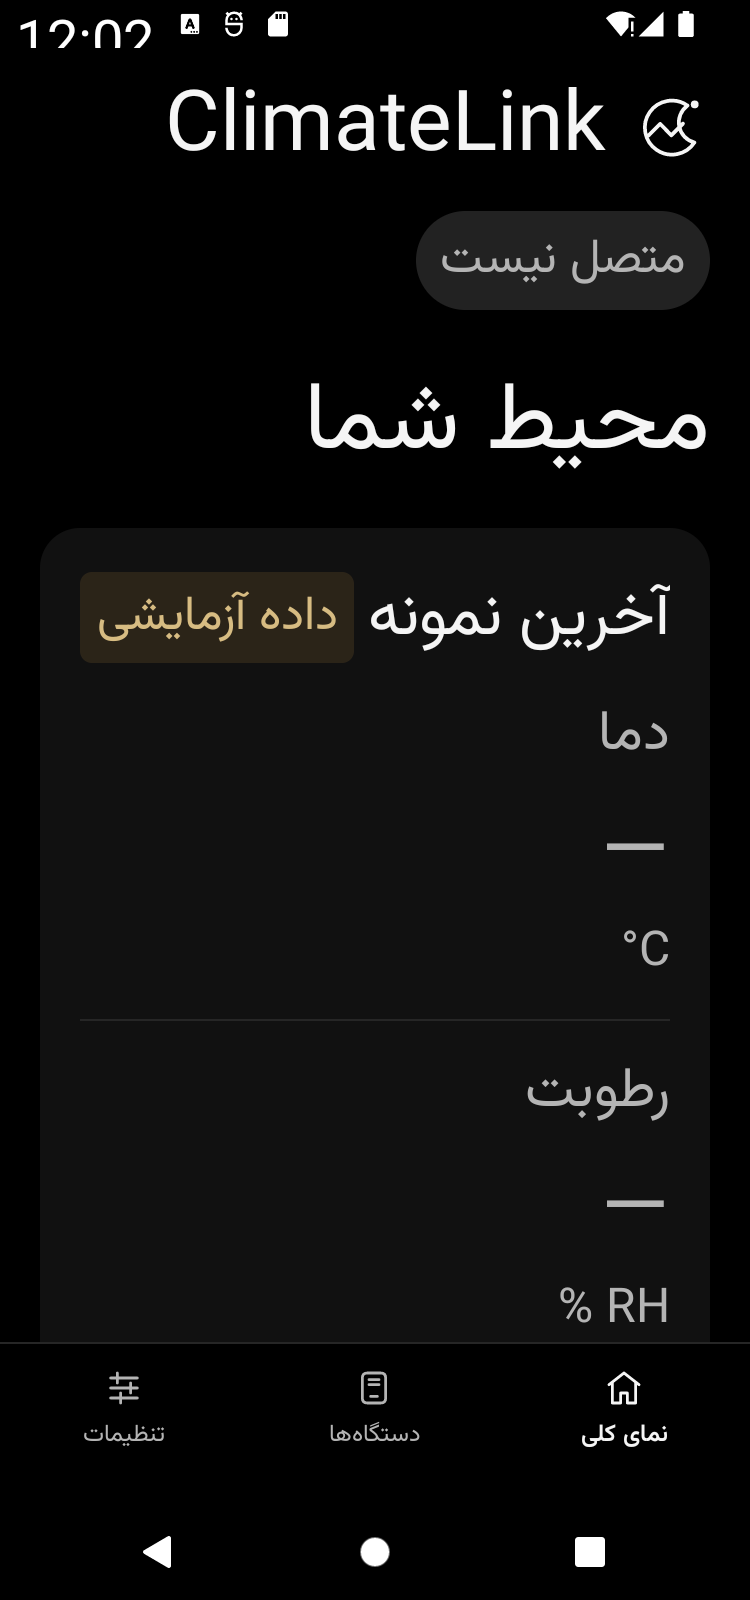 12:02
ClimateLink
متصل نیست
محیط شما
آخرین نمونه داده آزمایشی
دما
—
°C
رطوبت
—
% RH
نمای کلی دستگاه‌ها تنظیمات